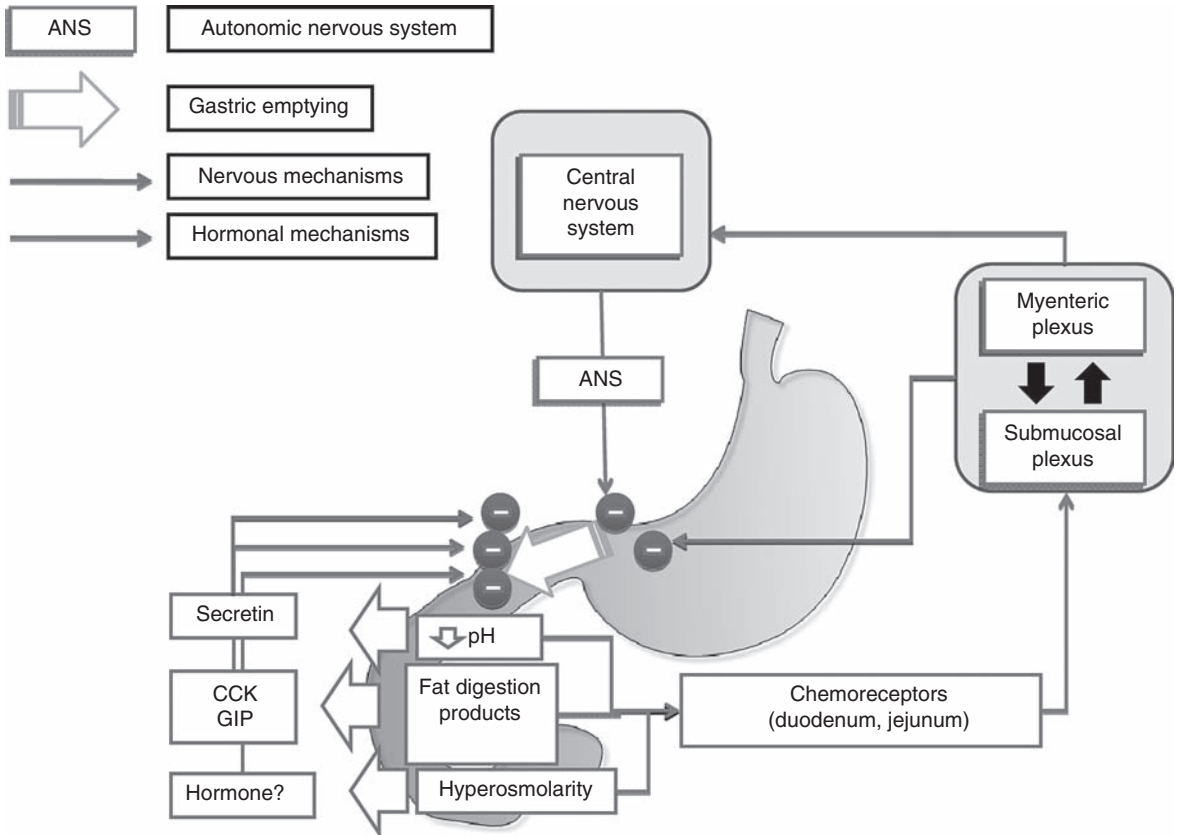 ANS
Autonomic nervous system
Gastric emptying
Nervous mechanisms
Hormonal mechanisms
Central
nervous
system
Myenteric
plexus
ANS
Submucosal
plexus
−
−
−
−
−
Secretin
pH
CCK
GIP
Fat digestion
products
Chemoreceptors
(duodenum, jejunum)
Hormone?
Hyperosmolarity